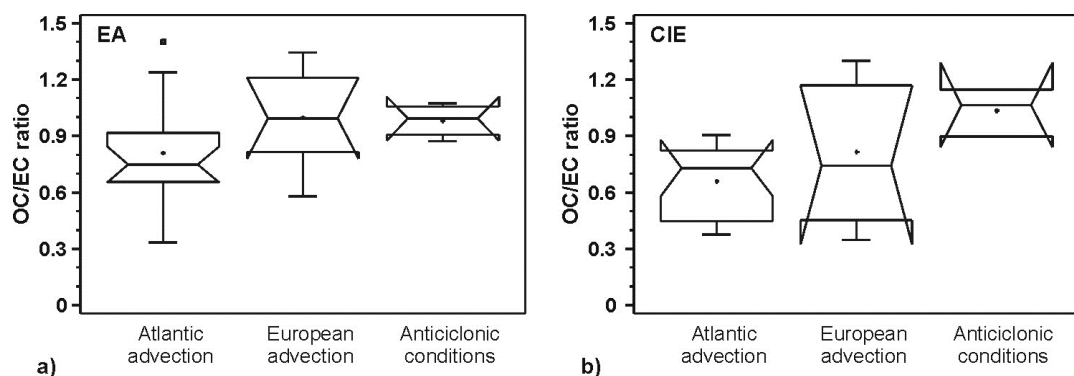 EA
OC/EC ratio
1.5
1.2
0.9
0.6
0.3
0
Atlantic
advection
European
advection
Anticiclonic
conditions
a)
CIE
OC/EC ratio
1.5
1.2
0.9
0.6
0.3
0
Atlantic
advection
European
advection
Anticiclonic
conditions
b)